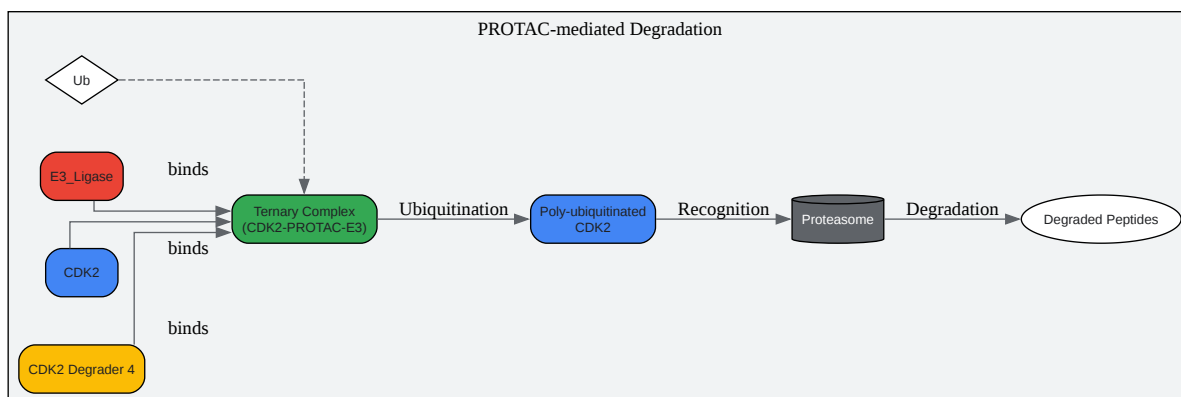 PROTAC-mediated Degradation
Ub
E3_Ligase
binds
CDK2
binds
CDK2 Degrader 4
binds
Ternary Complex
(CDK2-PROTAC-E3)
Ubiquitination
Poly-ubiquitinated
CDK2
Recognition
Proteasome
Degradation
Degraded Peptides